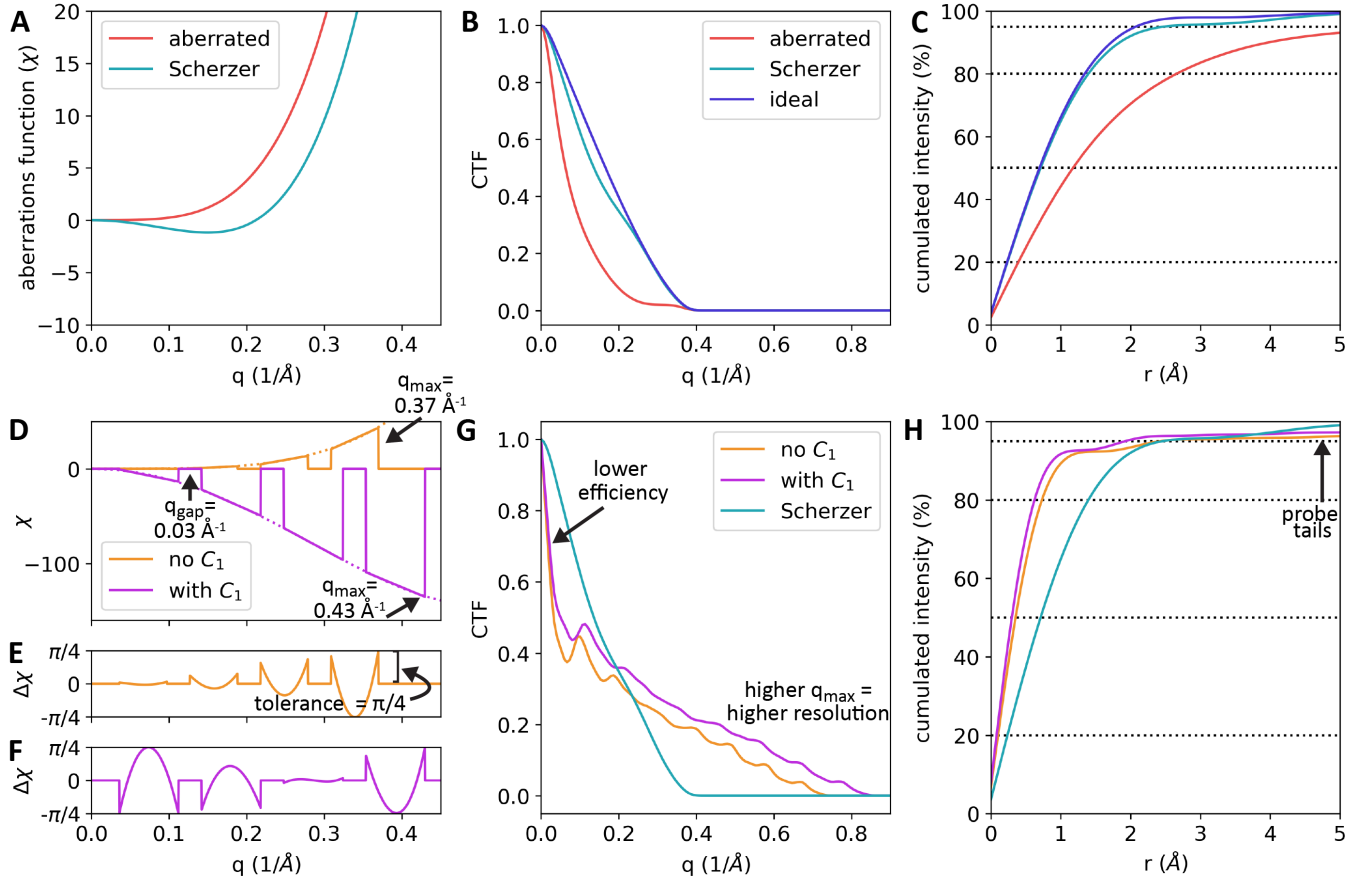 A
aberrations function (χ)
20
15
10
5
0
−5
−10
aberrated
Scherzer
0.0 0.1 0.2 0.3 0.4
q (1/Å)
B
CTF
1.0
0.8
0.6
0.4
0.2
0.0
aberrated
Scherzer
ideal
0.0 0.2 0.4 0.6 0.8
q (1/Å)
C
cumulated intensity (%)
100
80
60
40
20
0
0 1 2 3 4 5
r (Å)
D
χ
0
−100
q_max=
0.37 Å⁻¹
q_gap=
0.03 Å⁻¹
no C₁
with C₁
q_max=
0.43 Å⁻¹
E
Δχ
π/4
0
-π/4
tolerance = π/4
F
Δχ
π/4
0
-π/4
0.0 0.1 0.2 0.3 0.4
q (1/Å)
G
CTF
1.0
0.8
0.6
0.4
0.2
0.0
lower
efficiency
no C₁
with C₁
Scherzer
higher q_max =
higher resolution
0.0 0.2 0.4 0.6 0.8
q (1/Å)
H
cumulated intensity (%)
100
80
60
40
20
0
probe
tails
0 1 2 3 4 5
r (Å)